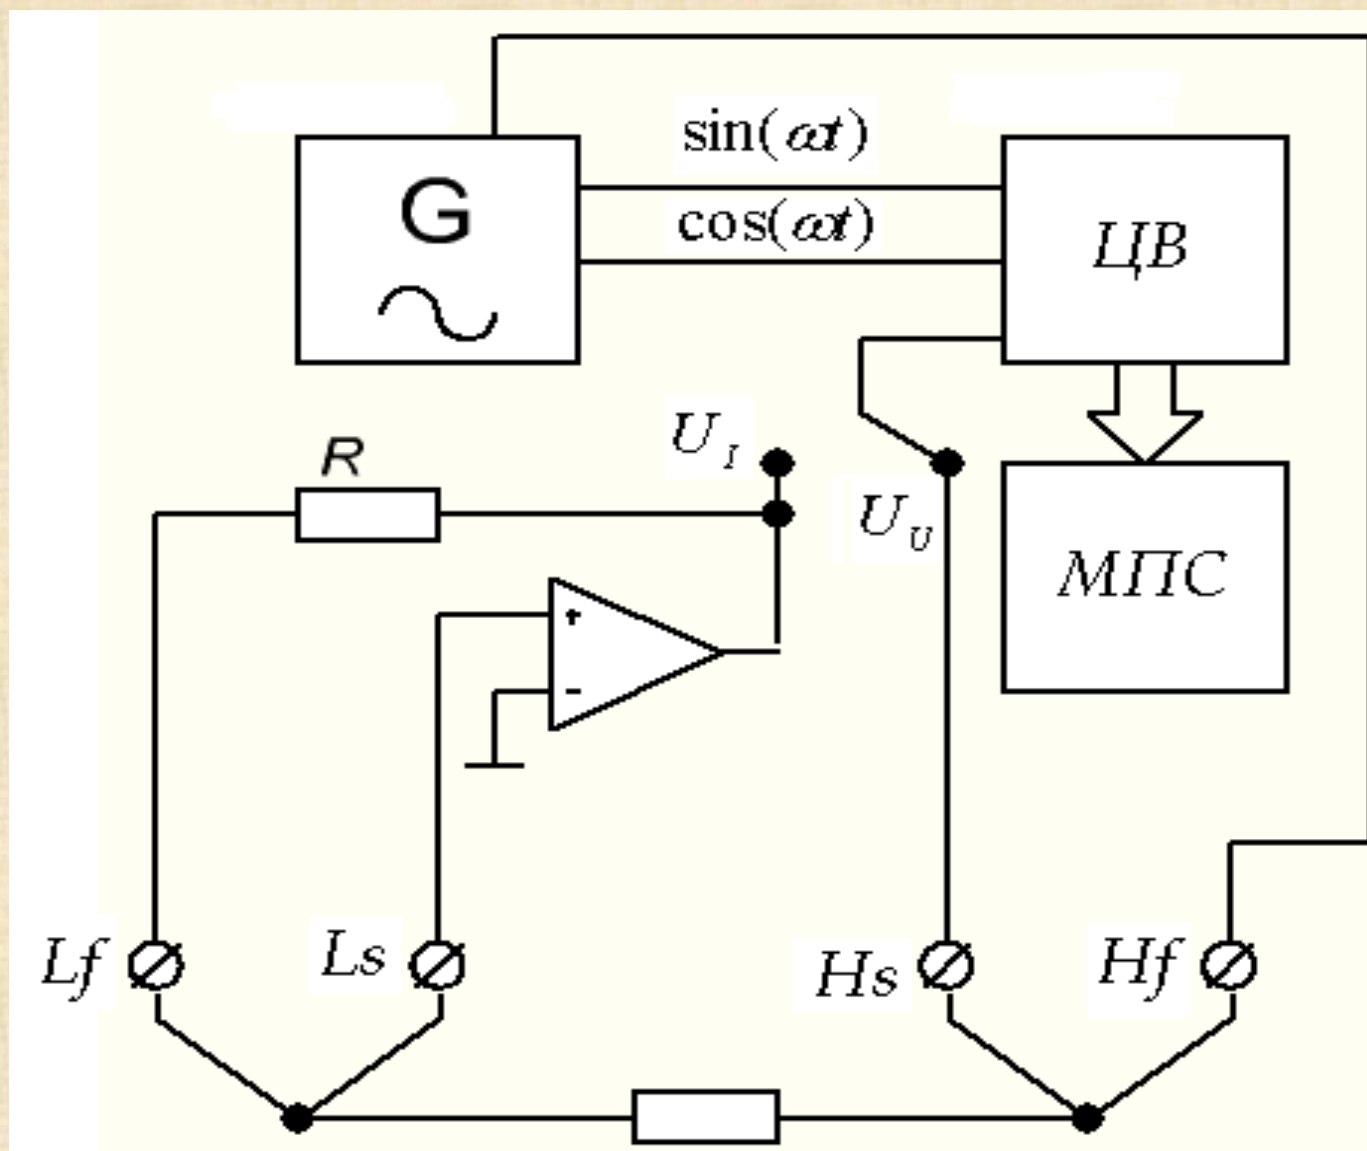 sin(ωt)
G
cos(ωt)
ЦВ
U_I
R
U_U
МПС
+
-
Lf
Ls
Hs
Hf